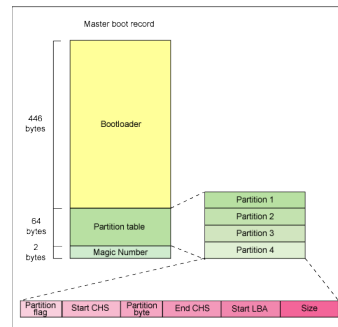 Master boot record
446
bytes
Bootloader
64
bytes
Partition table
2
bytes
Magic Number
Partition 1
Partition 2
Partition 3
Partition 4
Partition
flag
Start CHS
Partition
byte
End CHS
Start LBA
Size